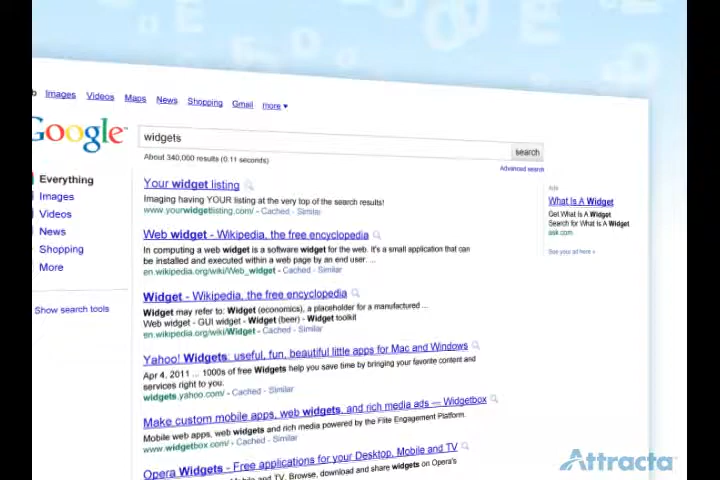 Images Videos Maps News Shopping Gmail more ▼
Google™
widgets
search
About 340,000 results (0.11 seconds)
Advanced search
Everything
Images
Videos
News
Shopping
More
Show search tools
Your widget listing
Imaging having YOUR listing at the very top of the search results!
www.yourwidgetlisting.com/ - Cached - Similar
Web widget - Wikipedia, the free encyclopedia
In computing a web widget is a software widget for the web. It's a small application that can
be installed and executed within a web page by an end user. ...
en.wikipedia.org/wiki/Web_widget - Cached - Similar
Widget - Wikipedia, the free encyclopedia
Widget may refer to: Widget (economics), a placeholder for a manufactured ...
Web widget - GUI widget - Widget (beer) - Widget toolkit
en.wikipedia.org/wiki/Widget - Cached - Similar
Yahoo! Widgets: useful, fun, beautiful little apps for Mac and Windows
Apr 4, 2011 ... 1000s of free Widgets help you save time by bringing your favorite content and
services right to you.
widgets.yahoo.com/ - Cached - Similar
Make custom mobile apps, web widgets, and rich media ads — Widgetbox
Mobile web apps, web widgets and rich media powered by the Flite Engagement Platform.
www.widgetbox.com/ - Cached - Similar
Opera Widgets - Free applications for your Desktop, Mobile and TV
and TV. Browse, download and share widgets on Opera's
Ads
What Is A Widget
Get What Is A Widget
Search for What Is A Widget
ask.com
See your ad here »
Attracta